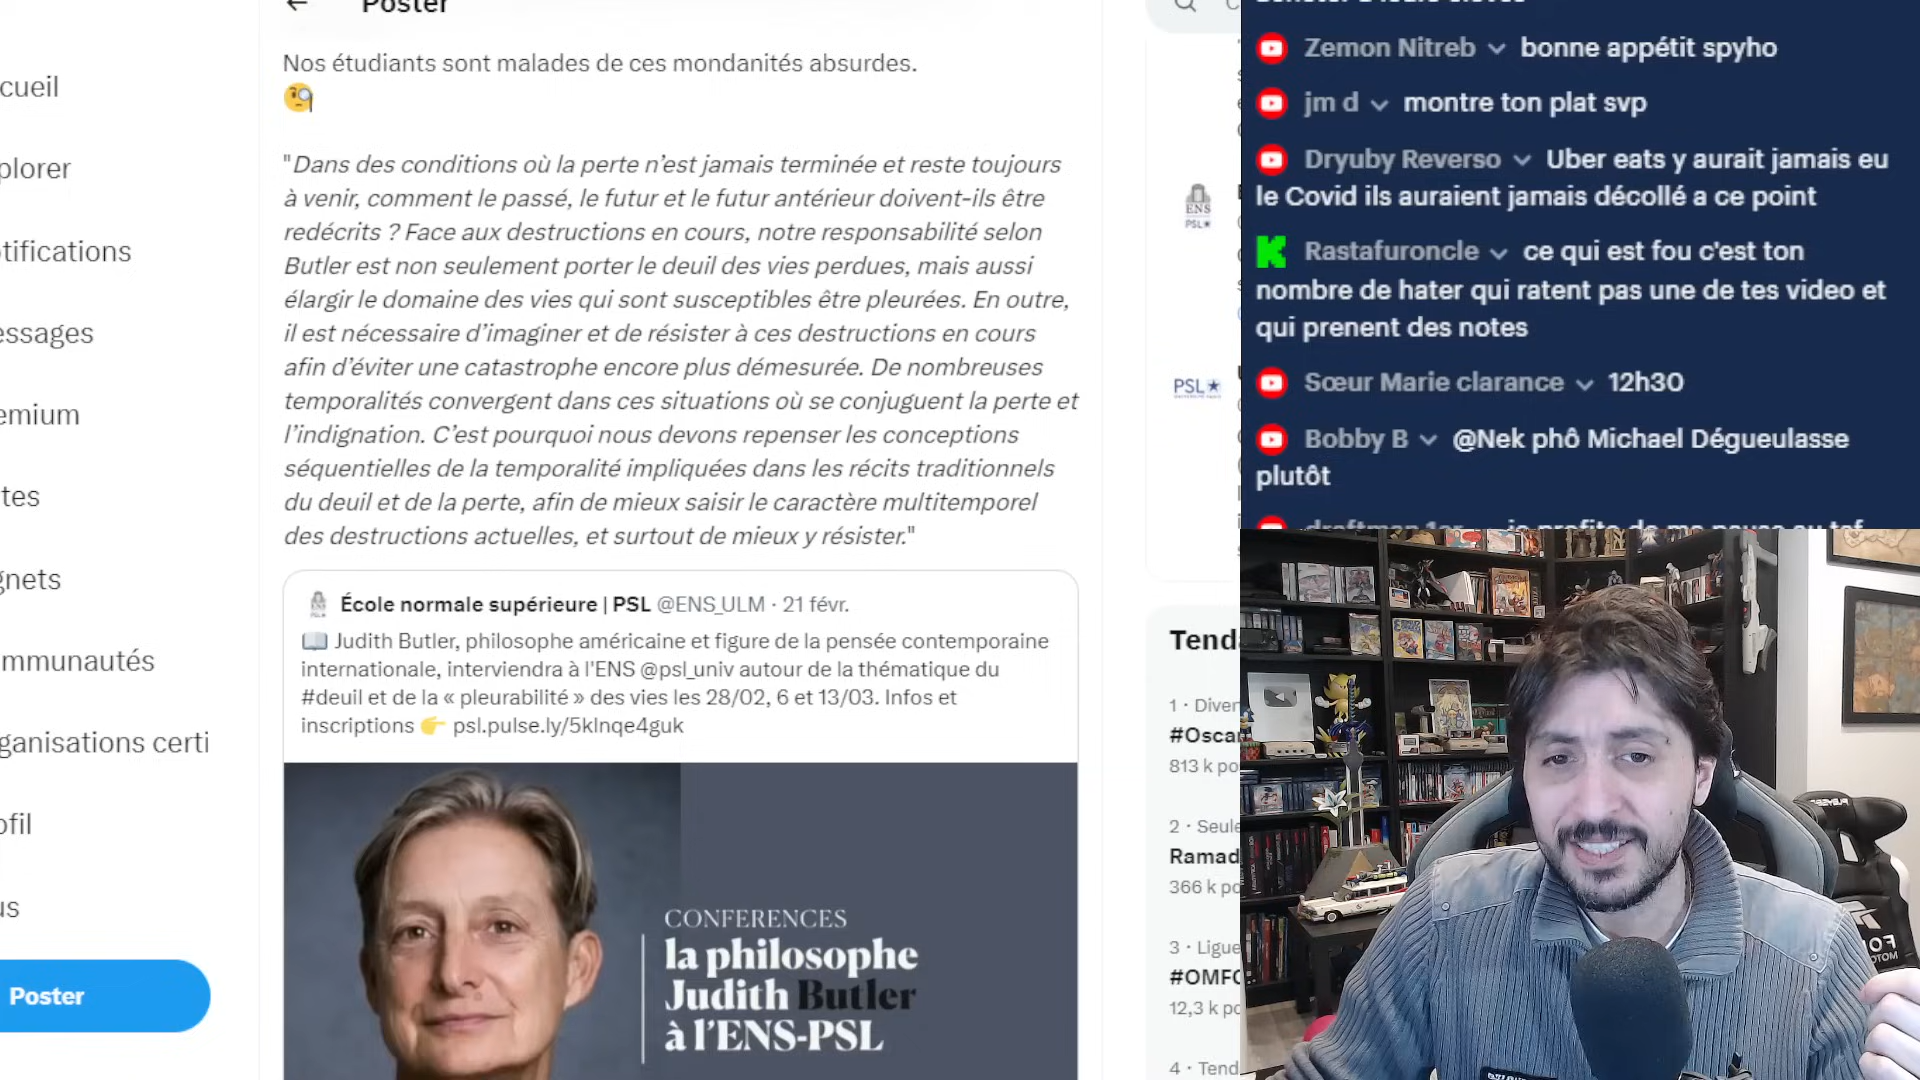 Poster
cueil
plorer
otifications
essages
emium
tes
gnets
ommunautés
ganisations certi
ofil
us
Poster
Nos étudiants sont malades de ces mondanités absurdes.
"Dans des conditions où la perte n’est jamais terminée et reste toujours
à venir, comment le passé, le futur et le futur antérieur doivent-ils être
redécrits ? Face aux destructions en cours, notre responsabilité selon
Butler est non seulement porter le deuil des vies perdues, mais aussi
élargir le domaine des vies qui sont susceptibles être pleurées. En outre,
il est nécessaire d’imaginer et de résister à ces destructions en cours
afin d’éviter une catastrophe encore plus démesurée. De nombreuses
temporalités convergent dans ces situations où se conjuguent la perte et
l’indignation. C’est pourquoi nous devons repenser les conceptions
séquentielles de la temporalité impliquées dans les récits traditionnels
du deuil et de la perte, afin de mieux saisir le caractère multitemporel
des destructions actuelles, et surtout de mieux y résister."
École normale supérieure | PSL @ENS_ULM · 21 févr.
Judith Butler, philosophe américaine et figure de la pensée contemporaine
internationale, interviendra à l'ENS @psl_univ autour de la thématique du
#deuil et de la « pleurabilité » des vies les 28/02, 6 et 13/03. Infos et
inscriptions 👉 psl.pulse.ly/5klnqe4guk
CONFERENCES
la philosophe
Judith Butler
à l'ENS-PSL
ENS
PSL★
PSL★
Tend
1 · Diver
#Oscar
813 k po
2 · Seule
Ramad
366 k po
3 · Ligue
#OMFC
12,3 k po
4 · Tend
Zemon Nitreb bonne appétit spyho
jm d montre ton plat svp
Dryuby Reverso Uber eats y aurait jamais eu
le Covid ils auraient jamais décollé a ce point
Rastafuroncle ce qui est fou c'est ton
nombre de hater qui ratent pas une de tes video et
qui prenent des notes
Sœur Marie clarance 12h30
Bobby B @Nek phô Michael Dégueulasse
plutôt